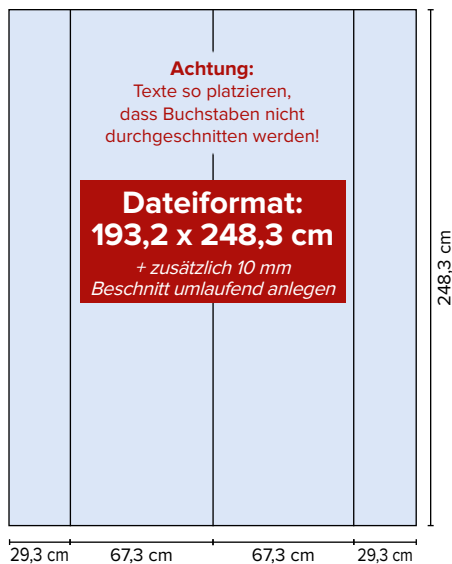 Achtung:
Texte so platzieren,
dass Buchstaben nicht
durchgeschnitten werden!
Dateiformat:
193,2 x 248,3 cm
+ zusätzlich 10 mm
Beschnitt umlaufend anlegen
248,3 cm
29,3 cm 67,3 cm 67,3 cm 29,3 cm